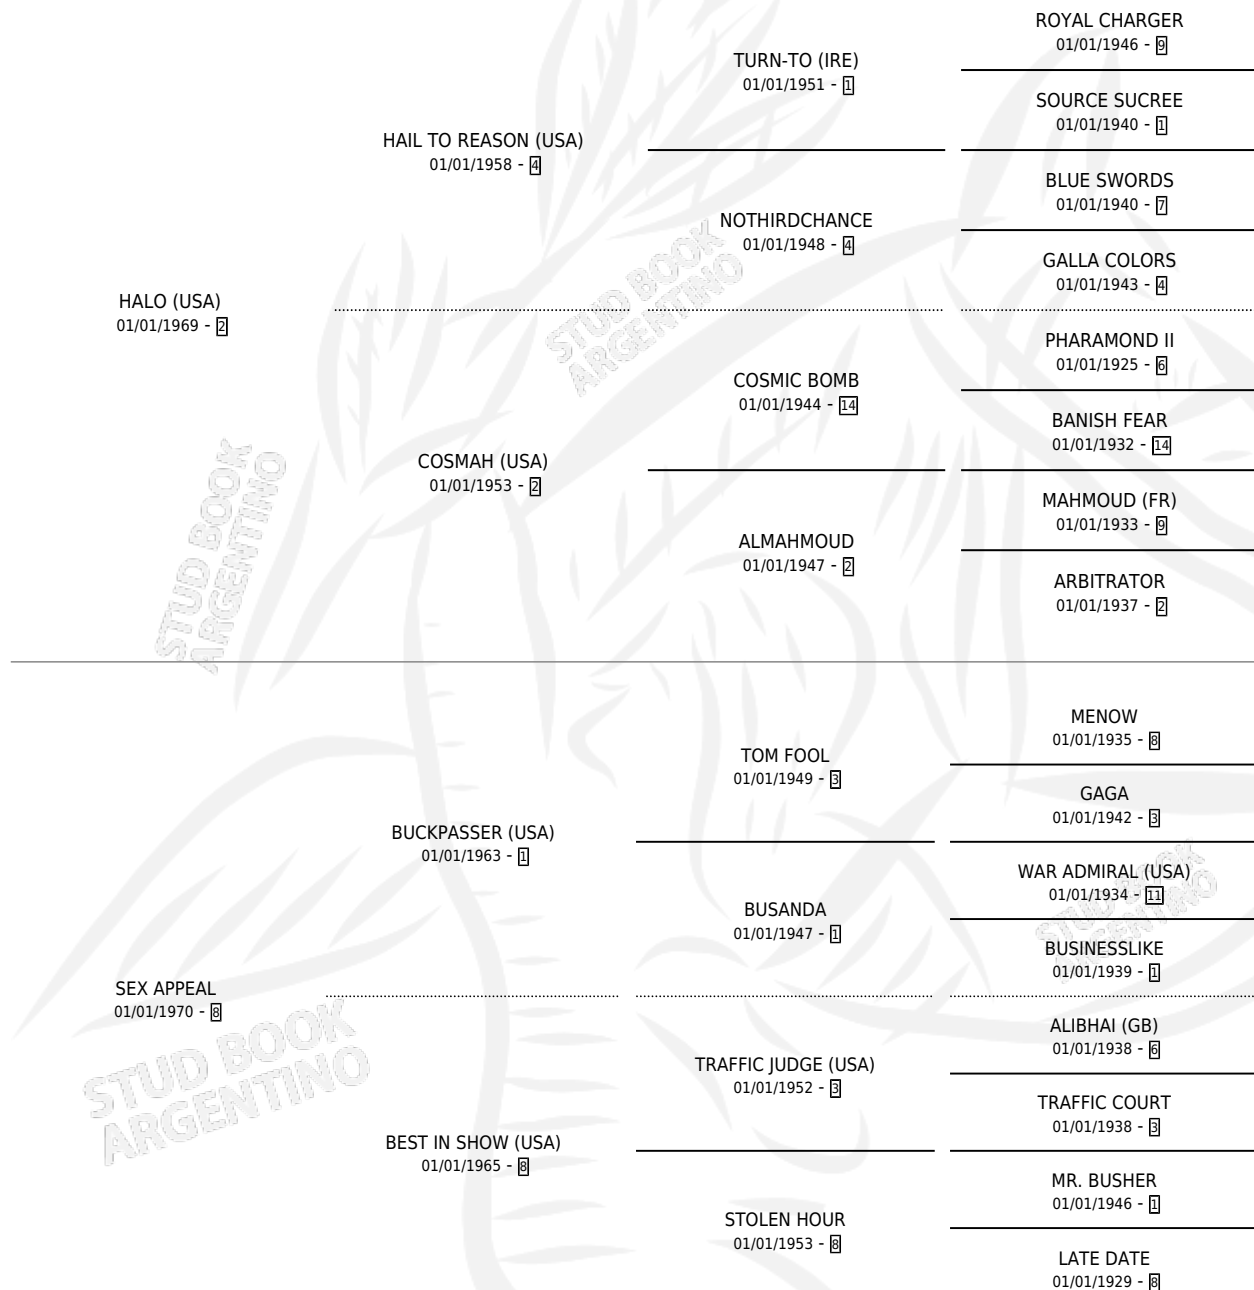 ROYAL CHARGER
01/01/1946 - 9
TURN-TO (IRE)
01/01/1951 - 1
SOURCE SUCREE
01/01/1940 - 1
HAIL TO REASON (USA)
01/01/1958 - 4
BLUE SWORDS
01/01/1940 - 7
NOTHIRDCHANCE
01/01/1948 - 4
GALLA COLORS
01/01/1943 - 4
HALO (USA)
01/01/1969 - 2
STUD BOOK
ARGENTINO
PHARAMOND II
01/01/1925 - 6
COSMIC BOMB
01/01/1944 - 14
BANISH FEAR
01/01/1932 - 14
COSMAH (USA)
01/01/1953 - 2
MAHMOUD (FR)
01/01/1933 - 9
ALMAHMOUD
01/01/1947 - 2
ARBITRATOR
01/01/1937 - 2
STUD BOOK
ARGENTINO
MENOW
01/01/1935 - 8
TOM FOOL
01/01/1949 - 3
GAGA
01/01/1942 - 3
BUCKPASSER (USA)
01/01/1963 - 1
WAR ADMIRAL (USA)
01/01/1934 - 11
BUSANDA
01/01/1947 - 1
STUD BOOK
ARGENTINO
BUSINESSLIKE
01/01/1939 - 1
SEX APPEAL
01/01/1970 - 8
STUD BOOK
ARGENTINO
ALIBHAI (GB)
01/01/1938 - 6
TRAFFIC JUDGE (USA)
01/01/1952 - 3
TRAFFIC COURT
01/01/1938 - 3
BEST IN SHOW (USA)
01/01/1965 - 8
MR. BUSHER
01/01/1946 - 1
STOLEN HOUR
01/01/1953 - 8
LATE DATE
01/01/1929 - 8